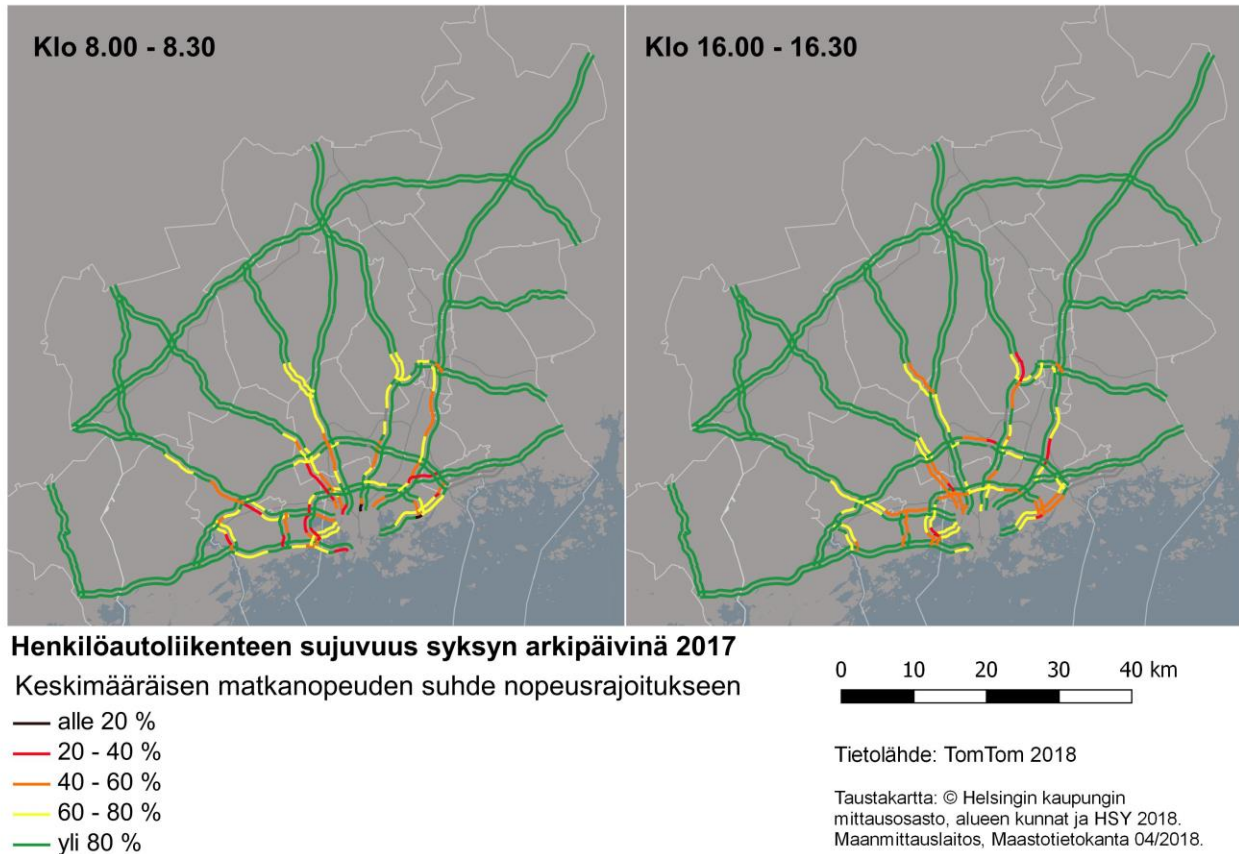 Klo 8.00 - 8.30
Klo 16.00 - 16.30
Henkilöautoliikenteen sujuvuus syksyn arkipäivinä 2017
Keskimääräisen matkanopeuden suhde nopeusrajoitukseen
alle 20 %
20 - 40 %
40 - 60 %
60 - 80 %
yli 80 %
0 10 20 30 40 km
Tietolähde: TomTom 2018
Taustakartta: © Helsingin kaupungin
mittausosasto, alueen kunnat ja HSY 2018.
Maanmittauslaitos, Maastotietokanta 04/2018.